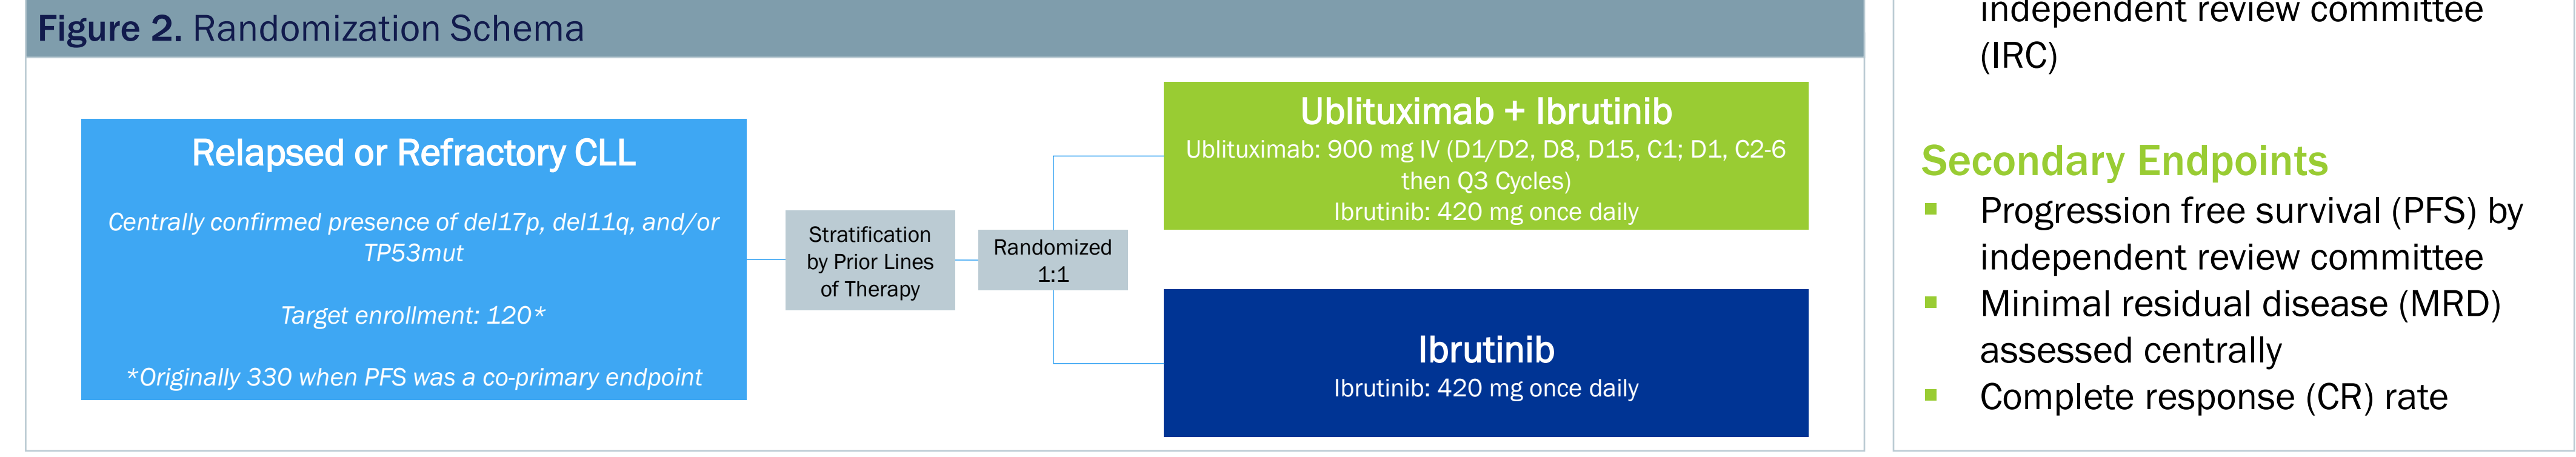 Figure 2. Randomization Schema
Relapsed or Refractory CLL
Centrally confirmed presence of del17p, del11q, and/or
TP53mut
Target enrollment: 120*
*Originally 330 when PFS was a co-primary endpoint
Stratification
by Prior Lines
of Therapy
Randomized
1:1
Ublituximab + Ibrutinib
Ublituximab: 900 mg IV (D1/D2, D8, D15, C1; D1, C2-6
then Q3 Cycles)
Ibrutinib: 420 mg once daily
Ibrutinib
Ibrutinib: 420 mg once daily
independent review committee
(IRC)
Secondary Endpoints
▪ Progression free survival (PFS) by
independent review committee
▪ Minimal residual disease (MRD)
assessed centrally
▪ Complete response (CR) rate